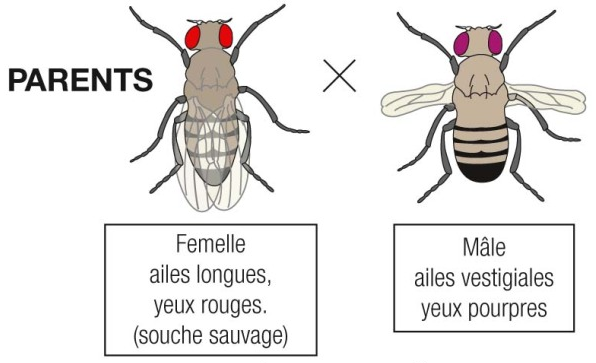 PARENTS
Femelle
ailes longues,
yeux rouges.
(souche sauvage)
Mâle
ailes vestigiales
yeux pourpres